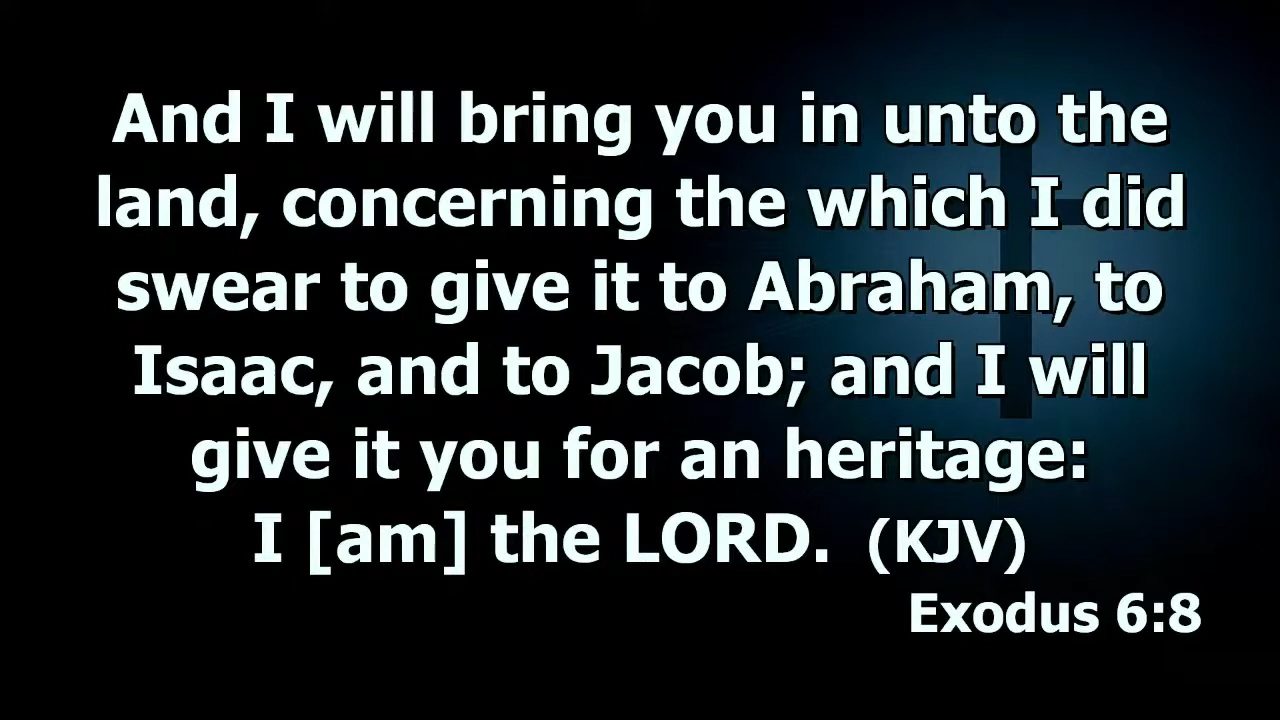 And I will bring you in unto the
land, concerning the which I did
swear to give it to Abraham, to
Isaac, and to Jacob; and I will
give it you for an heritage:
I [am] the LORD. (KJV)
Exodus 6:8